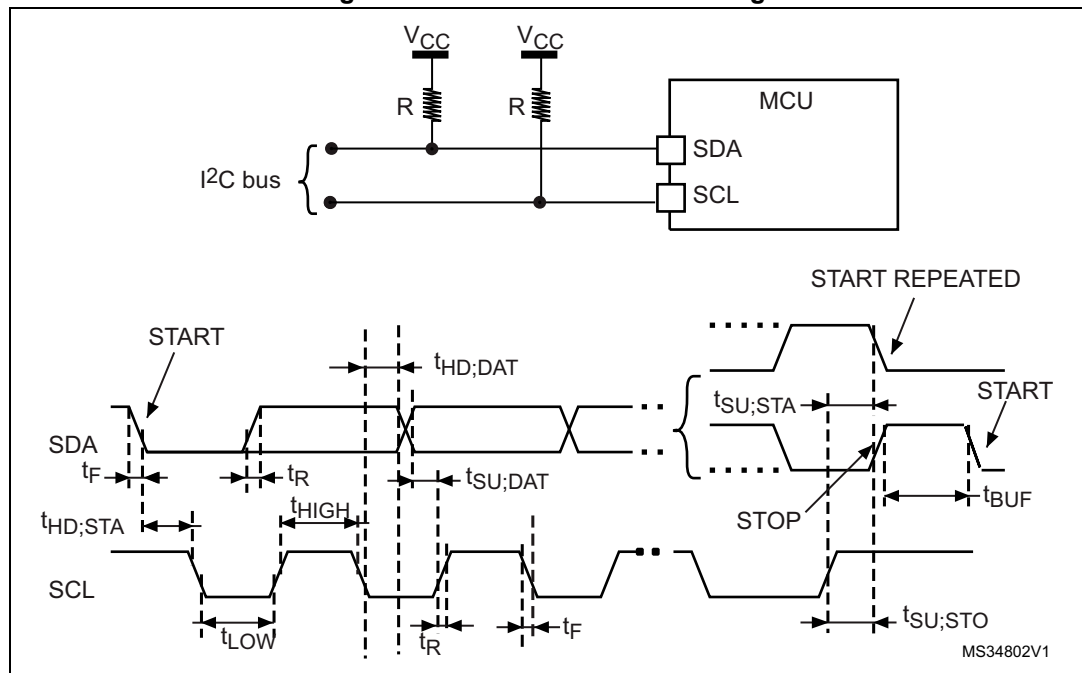 VCC VCC
R R
MCU
SDA
SCL
I2C bus
START REPEATED
START
tHD;DAT
tSU;STA
START
SDA
tF
tR
tSU;DAT
tHD;STA
tHIGH
STOP
tBUF
SCL
tLOW
tR
tF
tSU;STO
MS34802V1